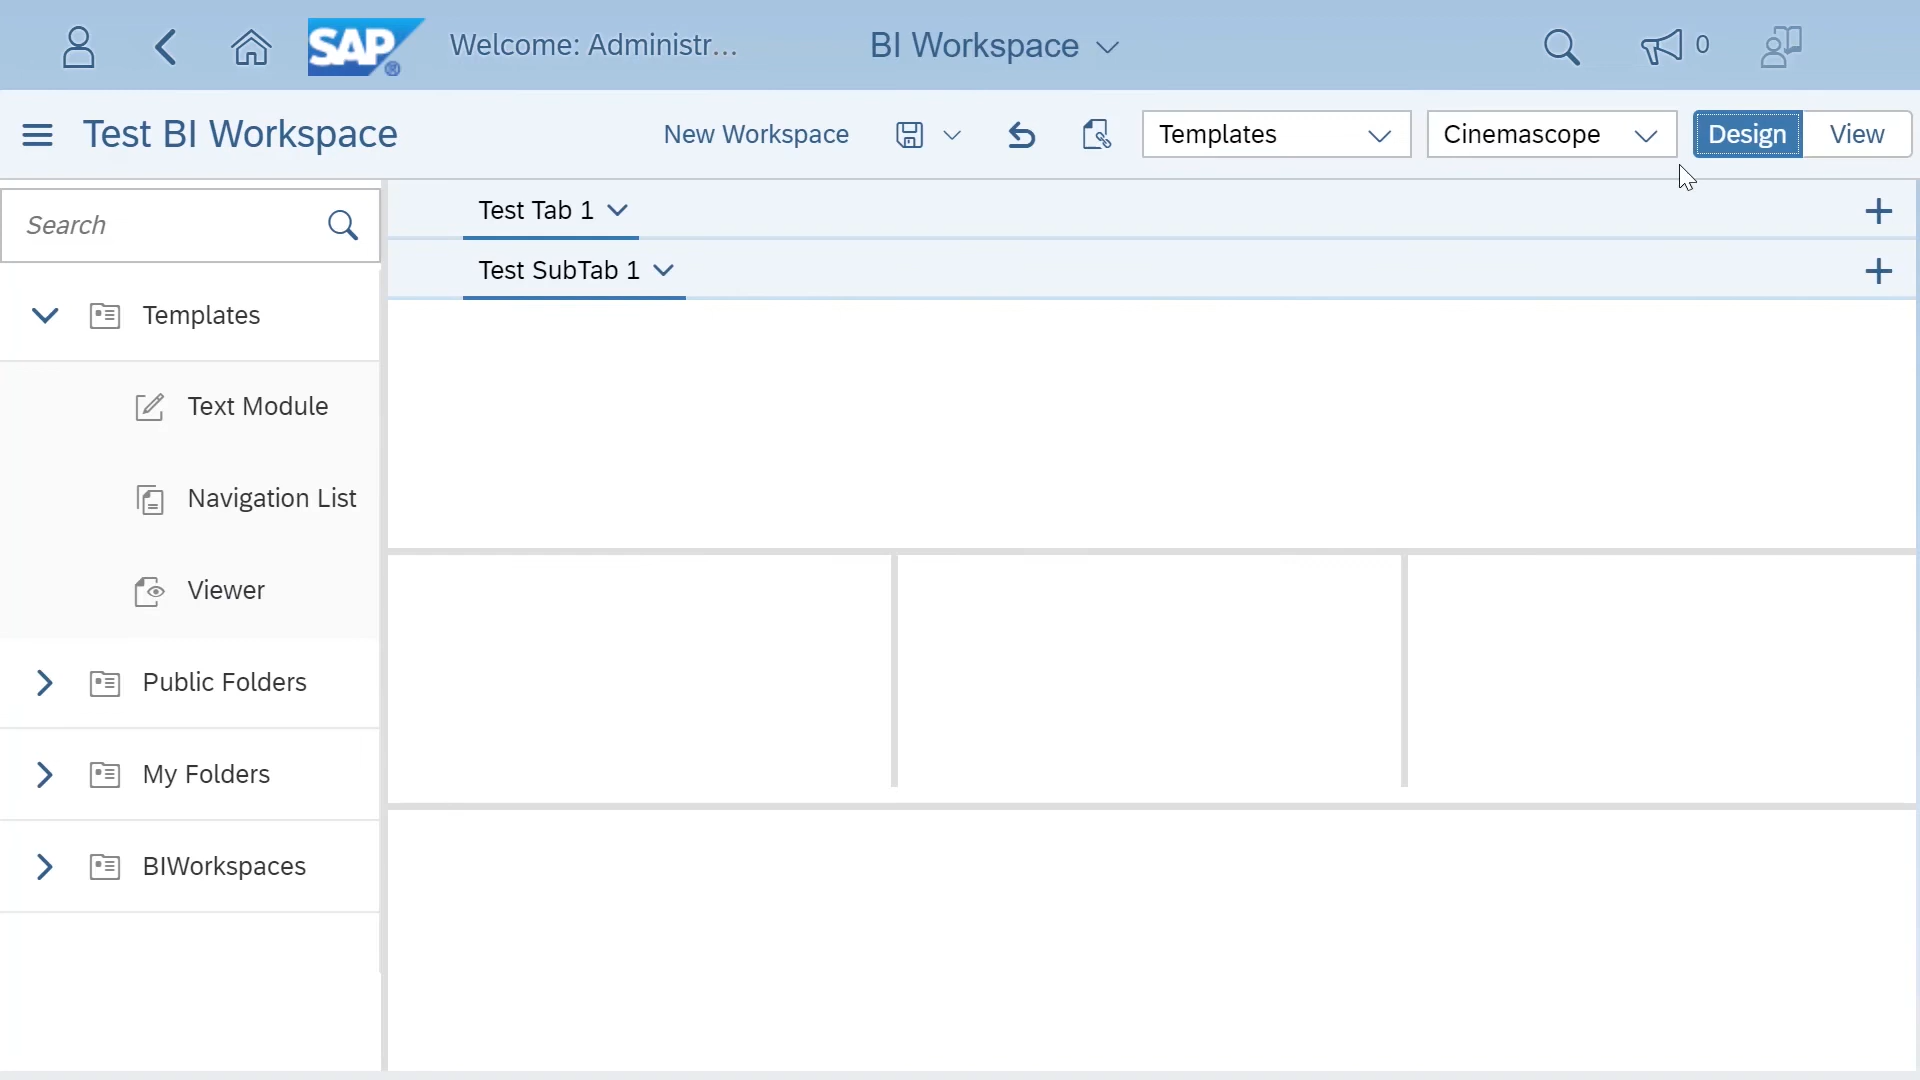 SAP®
Welcome: Administr...
BI Workspace
0
Test BI Workspace
New Workspace
Templates
Cinemascope
Design
View
Search
Test Tab 1
Test SubTab 1
Templates
Text Module
Navigation List
Viewer
Public Folders
My Folders
BIWorkspaces